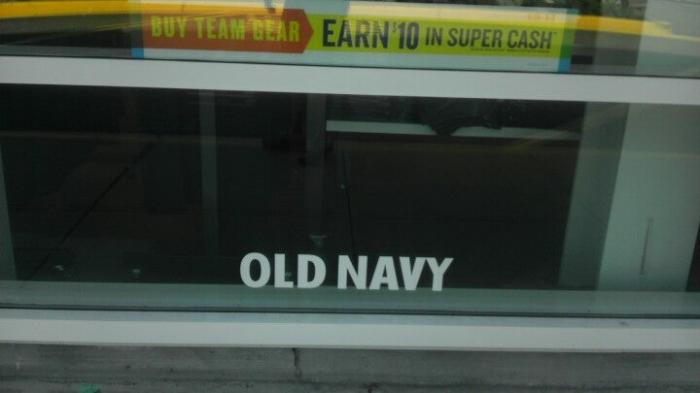 BUY TEAM GEAR EARN $10 IN SUPER CASH
OLD NAVY